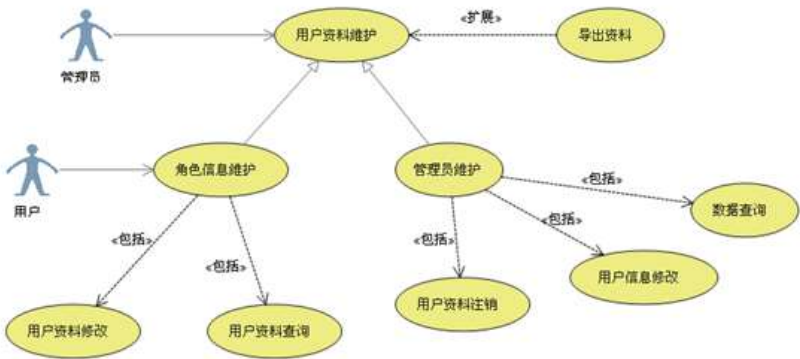 用户资料维护
«扩展»
导出资料
管理员
角色信息维护
管理员维护
用户
«包括»
数据查询
«包括»
«包括»
«包括»
«包括»
用户信息修改
用户资料注销
用户资料修改
用户资料查询